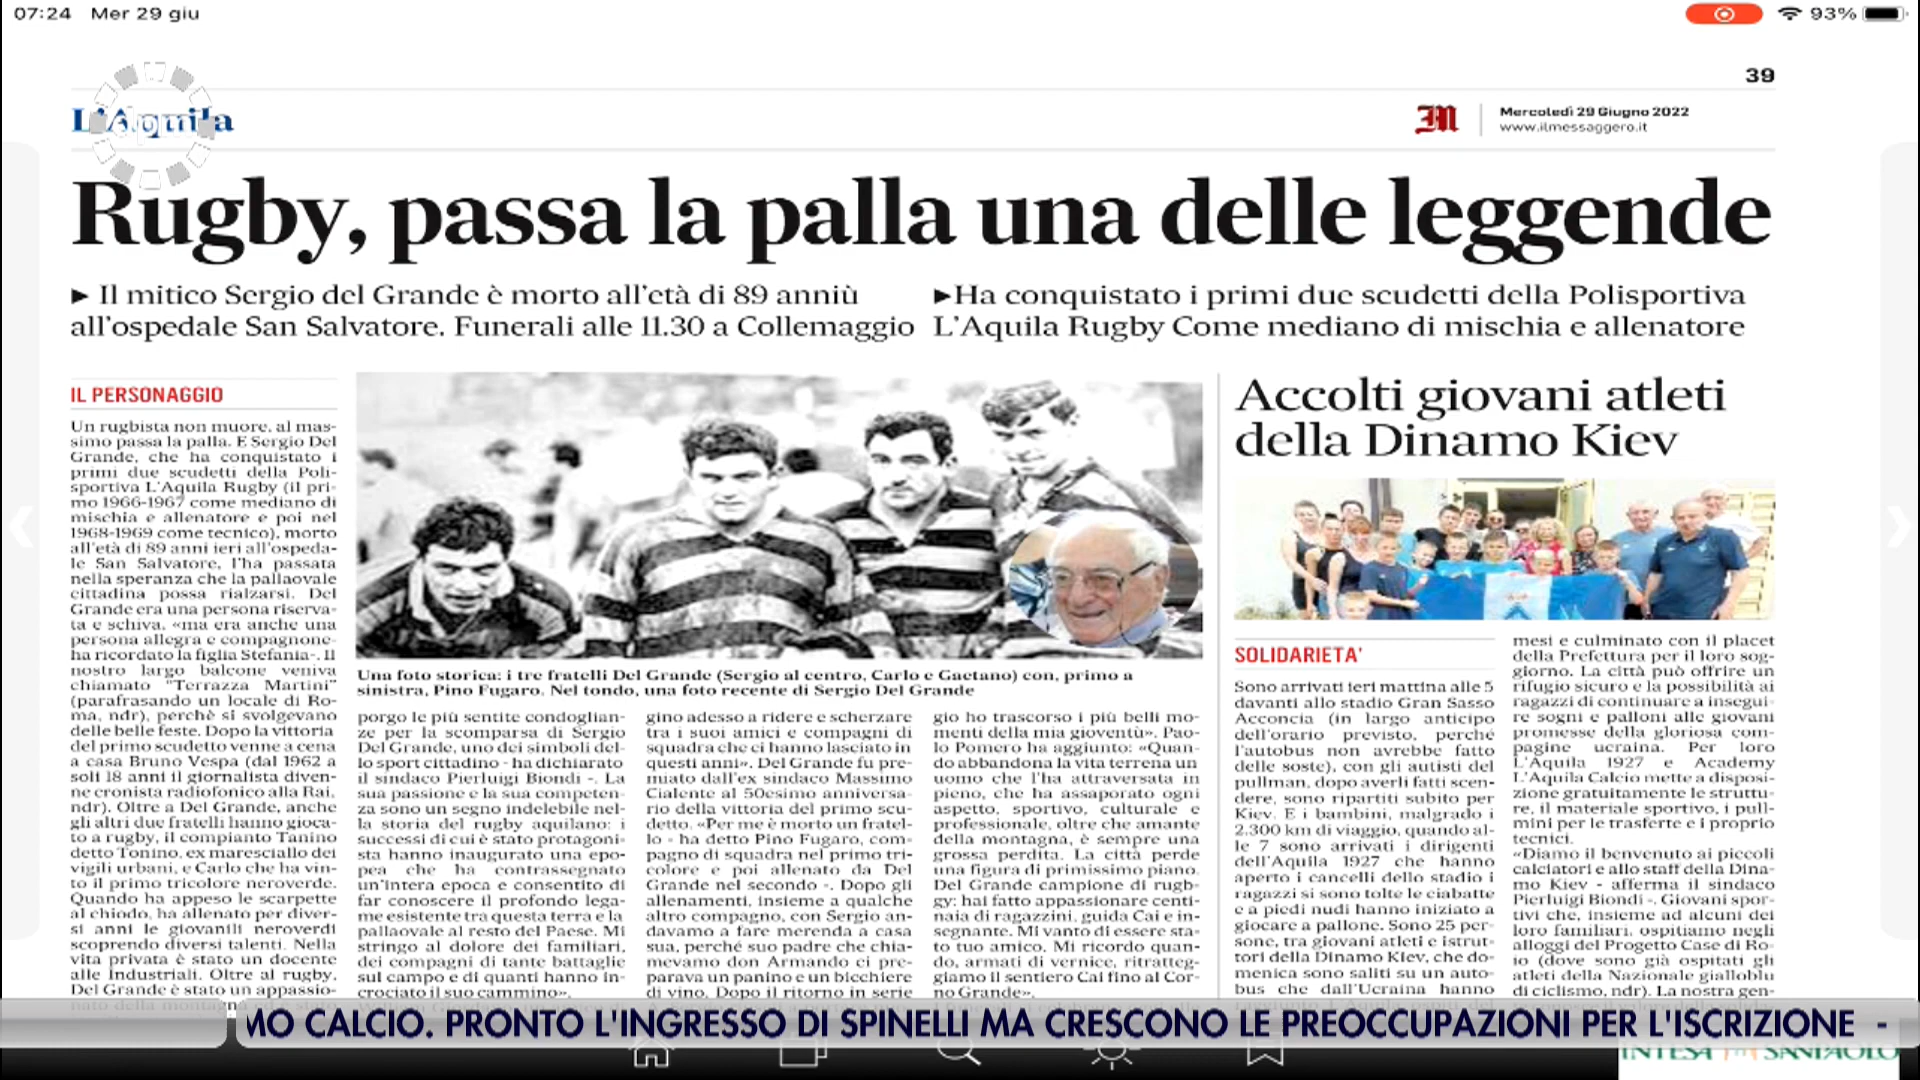 07:24 Mer 29 giu
93%
39
L'Aquila
Mercoledì 29 Giugno 2022
www.ilmessaggero.it
Rugby, passa la palla una delle leggende
▶ Il mitico Sergio del Grande è morto all'età di 89 anniù
all'ospedale San Salvatore. Funerali alle 11.30 a Collemaggio
▶Ha conquistato i primi due scudetti della Polisportiva
L'Aquila Rugby Come mediano di mischia e allenatore
IL PERSONAGGIO
Un rugbista non muore, al mas-
simo passa la palla. E Sergio Del
Grande, che ha conquistato i
primi due scudetti della Poli-
sportiva L'Aquila Rugby (il pri-
mo 1966-1967 come mediano di
mischia e allenatore e poi nel
1968-1969 come tecnico), morto
all'età di 89 anni ieri all'ospeda-
le San Salvatore, l'ha passata
nella speranza che la pallaovale
cittadina possa rialzarsi. Del
Grande era una persona riserva-
ta e schiva, «ma era anche una
persona allegra e compagnone-
ha ricordato la figlia Stefania-. Il
nostro largo balcone veniva
chiamato "Terrazza Martini"
(parafrasando un locale di Ro-
ma, ndr), perchè si svolgevano
delle belle feste. Dopo la vittoria
del primo scudetto venne a cena
a casa Bruno Vespa (dal 1962 a
soli 18 anni il giornalista diven-
ne cronista radiofonico alla Rai,
ndr). Oltre a Del Grande, anche
gli altri due fratelli hanno gioca-
to a rugby, il compianto Tanino
detto Tonino, ex maresciallo dei
vigili urbani, e Carlo che ha vin-
to il primo tricolore neroverde.
Quando ha appeso le scarpette
al chiodo, ha allenato per diver-
si anni le giovanili neroverdi
scoprendo diversi talenti. Nella
vita privata è stato un docente
alle Industriali. Oltre al rugby,
Del Grande è stato un appassio-
nato della montagna ed è stato
Una foto storica: i tre fratelli Del Grande (Sergio al centro, Carlo e Gaetano) con, primo a
sinistra, Pino Fugaro. Nel tondo, una foto recente di Sergio Del Grande
porgo le più sentite condoglian-
ze per la scomparsa di Sergio
Del Grande, uno dei simboli del-
lo sport cittadino - ha dichiarato
il sindaco Pierluigi Biondi -. La
sua passione e la sua competen-
za sono un segno indelebile nel-
la storia del rugby aquilano: i
successi di cui è stato protagoni-
sta hanno inaugurato una epo-
pea che ha contrassegnato
un'intera epoca e consentito di
far conoscere il profondo lega-
me esistente tra questa terra e la
pallaovale al resto del Paese. Mi
stringo al dolore dei familiari,
dei compagni di tante battaglie
sul campo e di quanti hanno in-
crociato il suo cammino».
gino adesso a ridere e scherzare
tra i suoi amici e compagni di
squadra che ci hanno lasciato in
questi anni». Del Grande fu pre-
miato dall'ex sindaco Massimo
Cialente al 50esimo anniversa-
rio della vittoria del primo scu-
detto. «Per me è morto un fratel-
lo - ha detto Pino Fugaro, com-
pagno di squadra nel primo tri-
colore e poi allenato da Del
Grande nel secondo -. Dopo gli
allenamenti, insieme a qualche
altro compagno, con Sergio an-
davamo a fare merenda a casa
sua, perché suo padre che chia-
mevamo don Armando ci pre-
parava un panino e un bicchiere
di vino. Dopo il ritorno in serie
gio ho trascorso i più belli mo-
menti della mia gioventù». Pao-
lo Pomero ha aggiunto: «Quan-
do abbandona la vita terrena un
uomo che l'ha attraversata in
pieno, che ha assaporato ogni
aspetto, sportivo, culturale e
professionale, oltre che amante
della montagna, è sempre una
grossa perdita. La città perde
una figura di primissimo piano.
Del Grande campione di rugb-
gy: hai fatto appassionare centi-
naia di ragazzini, guida Cai e in-
segnante. Mi vanto di essere sta-
to tuo amico. Mi ricordo quan-
do, armati di vernice, ritratteg-
giamo il sentiero Cai fino al Cor-
no Grande».
Accolti giovani atleti
della Dinamo Kiev
SOLIDARIETA'
Sono arrivati ieri mattina alle 5
davanti allo stadio Gran Sasso
Acconcia (in largo anticipo
dell'orario previsto, perché
l'autobus non avrebbe fatto
delle soste), con gli autisti del
pullman, dopo averli fatti scen-
dere, sono ripartiti subito per
Kiev. E i bambini, malgrado i
2.300 km di viaggio, quando al-
le 7 sono arrivati i dirigenti
dell'Aquila 1927 che hanno
aperto i cancelli dello stadio i
ragazzi si sono tolte le ciabatte
e a piedi nudi hanno iniziato a
giocare a pallone. Sono 25 per-
sone, tra giovani atleti e istrut-
tori della Dinamo Kiev, che do-
menica sono saliti su un auto-
bus che dall'Ucraina hanno
mesi e culminato con il placet
della Prefettura per il loro sog-
giorno. La città può offrire un
rifugio sicuro e la possibilità ai
ragazzi di continuare a insegui-
re sogni e palloni alle giovani
promesse della gloriosa com-
pagine ucraina. Per loro
L'Aquila 1927 e Academy
L'Aquila Calcio mette a disposi-
zione gratuitamente le struttu-
re, il materiale sportivo, i pull-
mini per le trasferte e i proprio
tecnici.
«Diamo il benvenuto ai piccoli
calciatori e allo staff della Dina-
mo Kiev - afferma il sindaco
Pierluigi Biondi -. Giovani spor-
tivi che, insieme ad alcuni dei
loro familiari, ospitiamo negli
alloggi del Progetto Case di Ro-
io (dove sono già ospitati gli
atleti della Nazionale gialloblu
di ciclismo, ndr). La nostra gen-
MO CALCIO. PRONTO L'INGRESSO DI SPINELLI MA CRESCONO LE PREOCCUPAZIONI PER L'ISCRIZIONE -
INTESA SANPAOLO